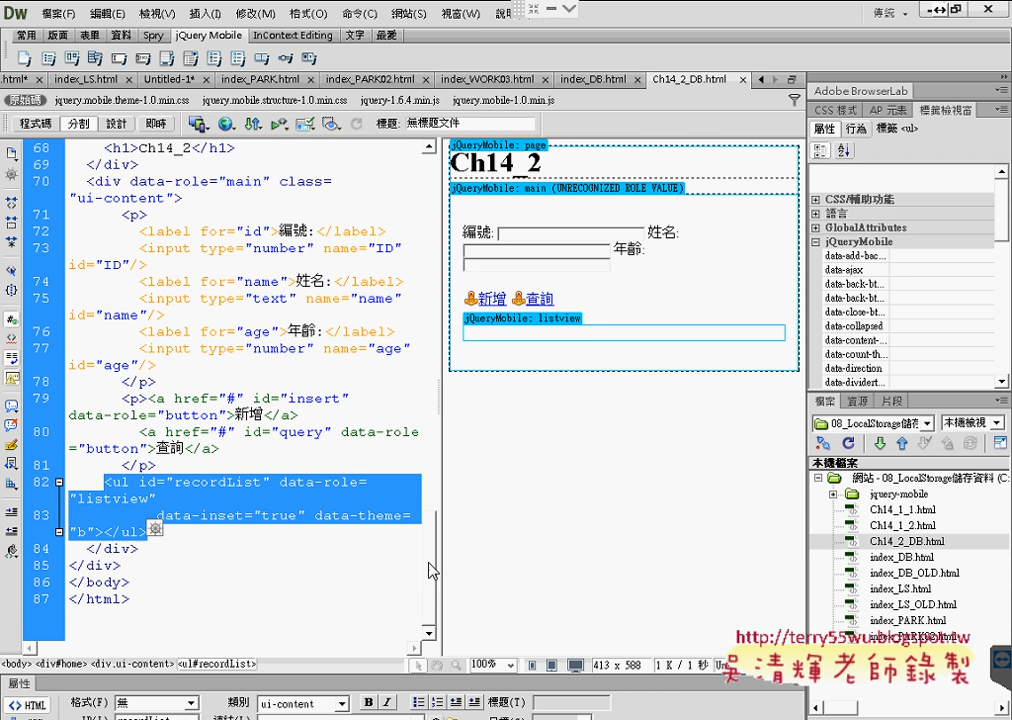 Dw 檔案(F) 編輯(E) 檢視(V) 插入(I) 修改(M) 格式(O) 命令(C) 網站(S) 視窗(W) 傳統
常用 版面 表單 資料 Spry jQuery Mobile InContext Editing 文字 最愛
.html* index_LS.html Untitled-1* index_PARK.html index_PARK02.html index_WORK03.html index_DB.html Ch14_2_DB.html
原始碼 jquery.mobile.theme-1.0.min.css jquery.mobile.structure-1.0.min.css jquery-1.6.4.min.js jquery.mobile-1.0.min.js
程式碼 分割 設計 即時 標題: 無標題文件
68 <h1>Ch14_2</h1>
69 </div>
70 <div data-role="main" class=
"ui-content">
71 <p>
72 <label for="id">編號:</label>
73 <input type="number" name="ID"
id="ID"/>
74 <label for="name">姓名:</label>
75 <input type="text" name="name"
id="name"/>
76 <label for="age">年齡:</label>
77 <input type="number" name="age"
id="age"/>
78 </p>
79 <p><a href="#" id="insert"
data-role="button">新增</a>
80 <a href="#" id="query" data-role
="button">查詢</a>
81 </p>
82 <ul id="recordList" data-role=
"listview"
83 data-inset="true" data-theme=
"b"></ul>
84 </div>
85 </div>
86 </body>
87 </html>
jQueryMobile: page
Ch14_2
jQueryMobile: main (UNRECOGNIZED ROLE VALUE)
編號: 姓名:
年齡:
新增 查詢
jQueryMobile: listview
<body> <div#home> <div.ui-content> <ul#recordList> 100% 413 x 588 1 K / 1 秒
屬性
<> HTML 格式(F) 無 類別 ui-content B I 標題(T)
Adobe BrowserLab
CSS 樣式 AP 元素 標籤檢視窗
屬性 行為 標籤 <ul>
CSS/輔助功能
語言
GlobalAttributes
jQueryMobile
data-add-bac...
data-ajax
data-back-bt...
data-back-bt...
data-close-bt...
data-collapsed
data-content-...
data-count-th...
data-direction
data-dividert...
檔案 資源 片段
08_LocalStorage儲存 本機檢視
本機檔案
網站 - 08_LocalStorage儲存資料 (C:
jquery-mobile
Ch14_1_1.html
Ch14_1_2.html
Ch14_2_DB.html
index_DB.html
index_DB_OLD.html
index_LS.html
index_LS_OLD.html
index_PARK.html
http://terry55wu.blogspot.tw
吳清輝老師錄製